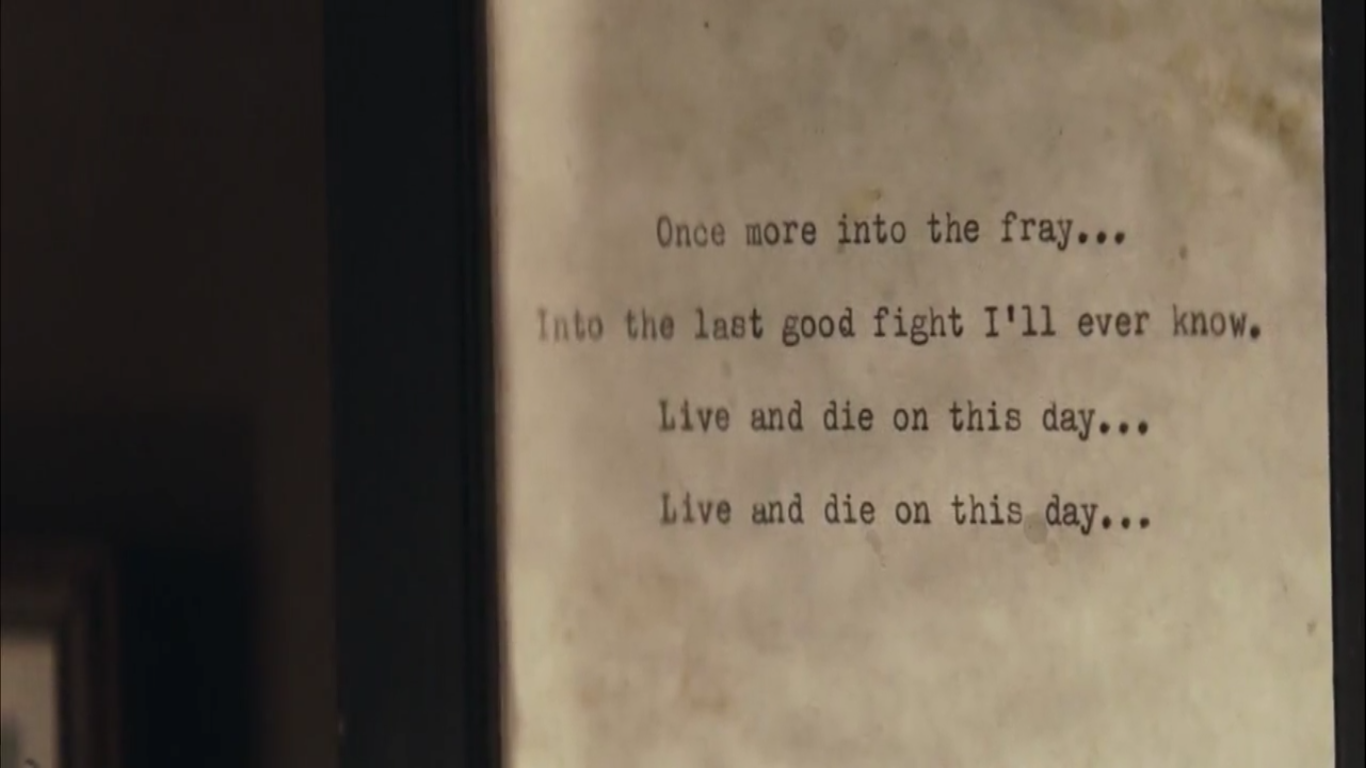 Once more into the fray...
Into the last good fight I'll ever know.
Live and die on this day...
Live and die on this day...